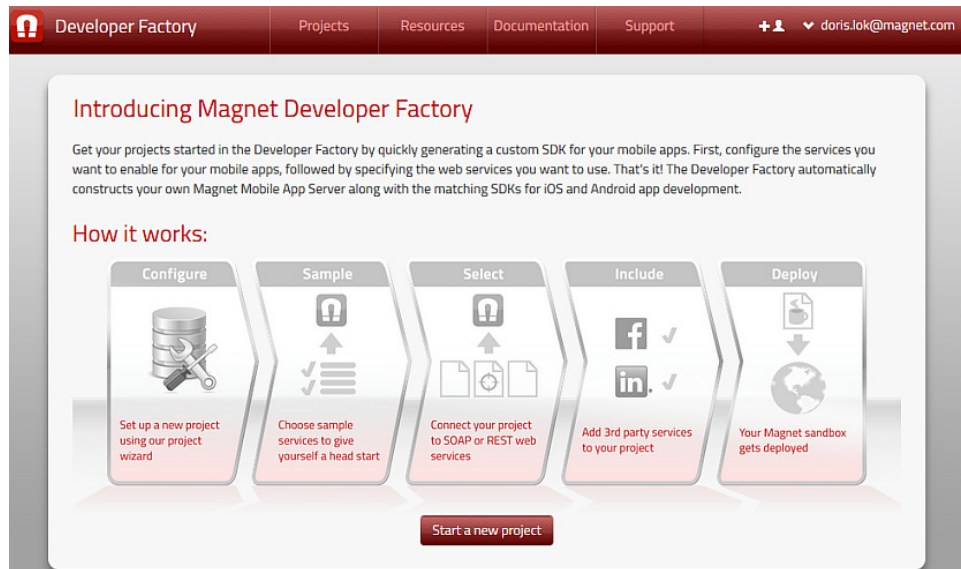 Developer Factory
Projects
Resources
Documentation
Support
doris.lok@magnet.com
Introducing Magnet Developer Factory
Get your projects started in the Developer Factory by quickly generating a custom SDK for your mobile apps. First, configure the services you
want to enable for your mobile apps, followed by specifying the web services you want to use. That's it! The Developer Factory automatically
constructs your own Magnet Mobile App Server along with the matching SDKs for iOS and Android app development.
How it works:
Configure
Set up a new project
using our project
wizard
Sample
Choose sample
services to give
yourself a head start
Select
Connect your project
to SOAP or REST web
services
Include
f
in.
Add 3rd party services
to your project
Deploy
Your Magnet sandbox
gets deployed
Start a new project